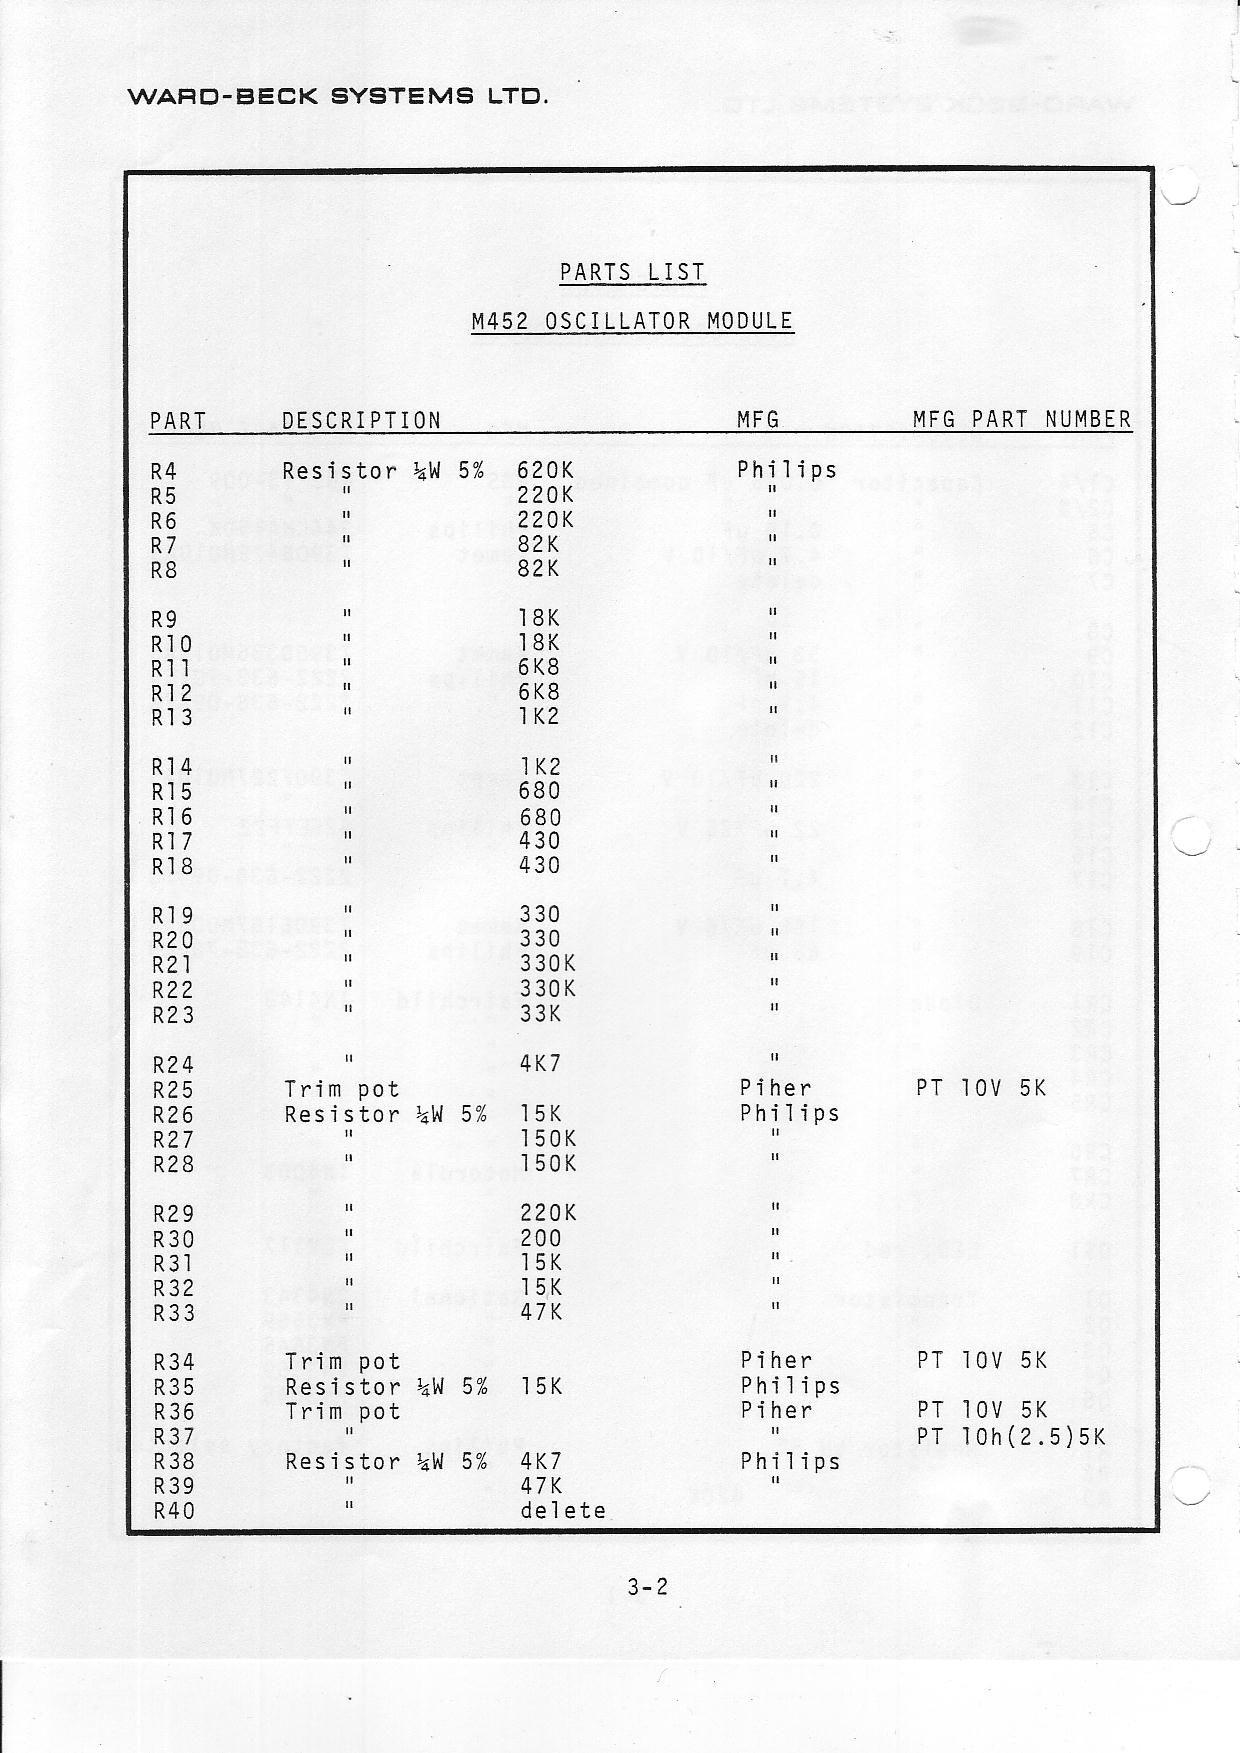 WARD-BECK SYSTEMS LTD.
PARTS LIST
M452 OSCILLATOR MODULE
PART DESCRIPTION MFG MFG PART NUMBER
R4 Resistor ¼W 5% 620K Philips
R5 " 220K "
R6 " 220K "
R7 " 82K "
R8 " 82K "
R9 " 18K "
R10 " 18K "
R11 " 6K8 "
R12 " 6K8 "
R13 " 1K2 "
R14 " 1K2 "
R15 " 680 "
R16 " 680 "
R17 " 430 "
R18 " 430 "
R19 " 330 "
R20 " 330 "
R21 " 330K "
R22 " 330K "
R23 " 33K "
R24 " 4K7 "
R25 Trim pot Piher PT 10V 5K
R26 Resistor ¼W 5% 15K Philips
R27 " 150K "
R28 " 150K "
R29 " 220K "
R30 " 200 "
R31 " 15K "
R32 " 15K "
R33 " 47K "
R34 Trim pot Piher PT 10V 5K
R35 Resistor ¼W 5% 15K Philips
R36 Trim pot Piher PT 10V 5K
R37 " " PT 10h(2.5)5K
R38 Resistor ¼W 5% 4K7 Philips
R39 " 47K "
R40 " delete
3-2